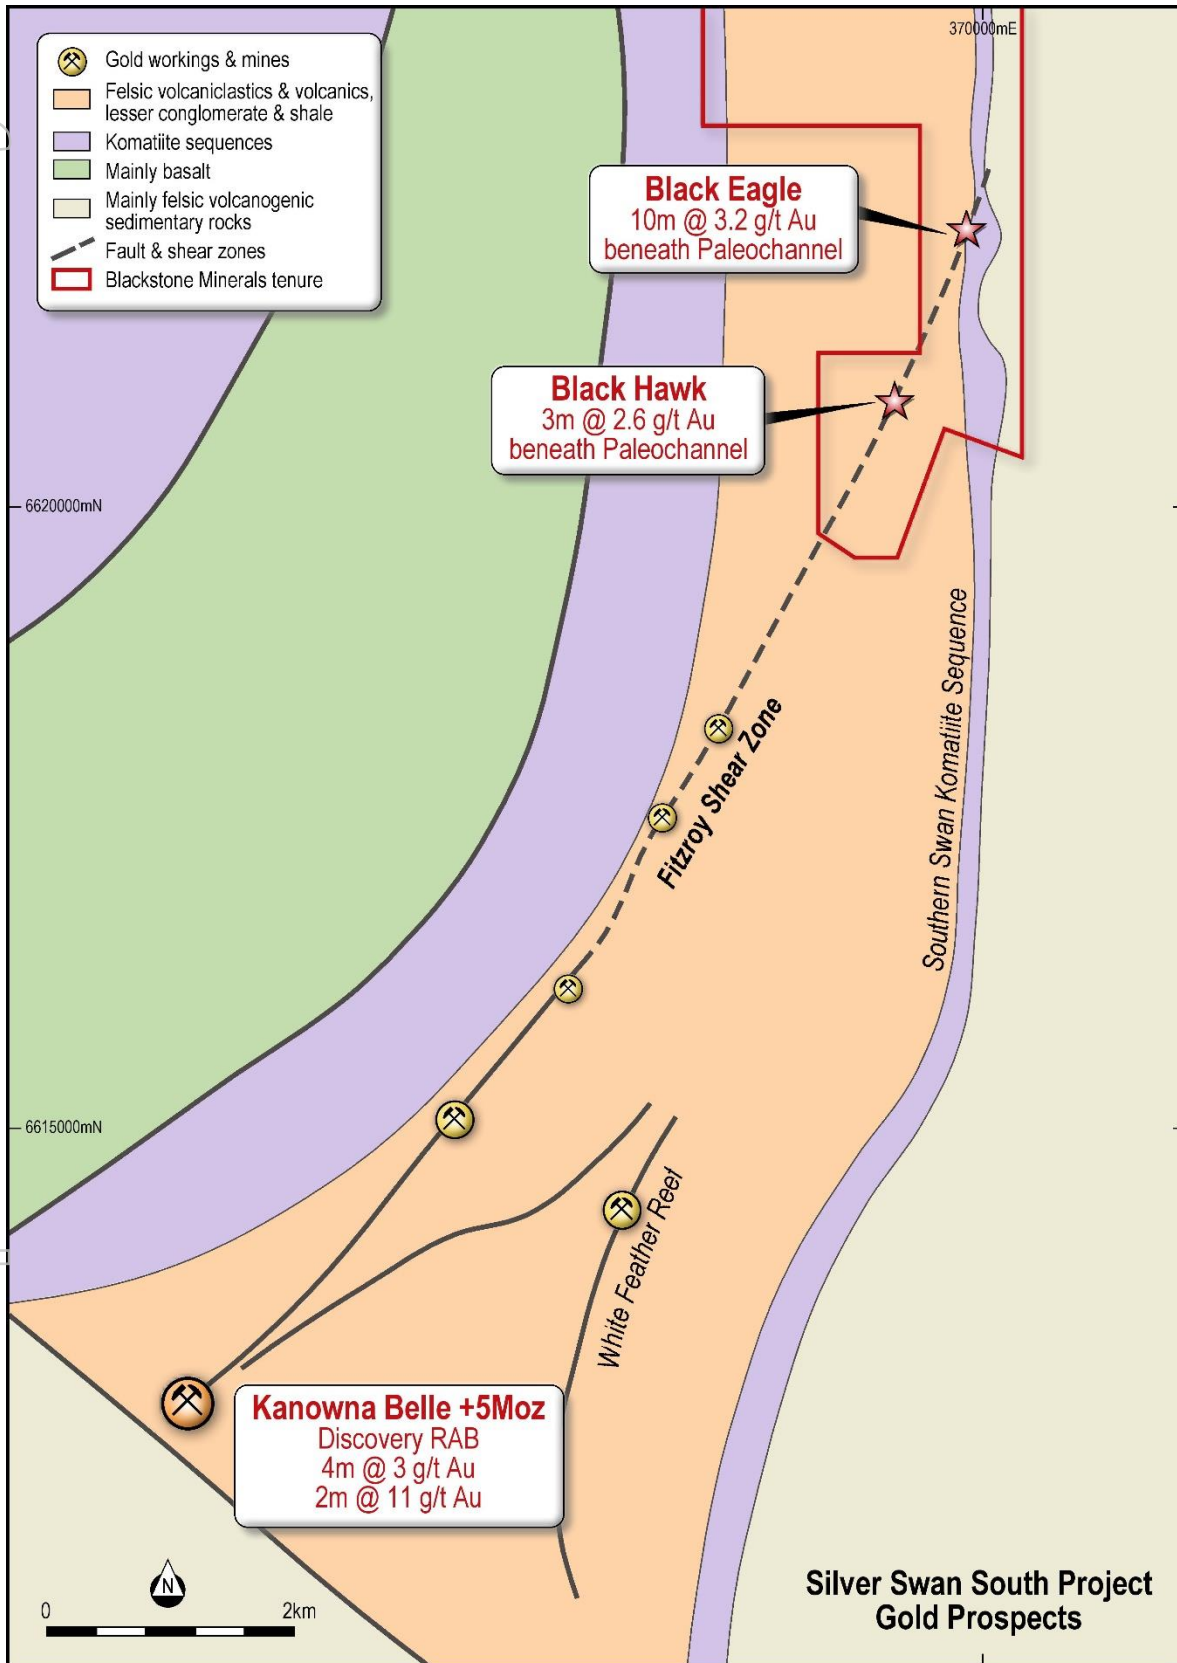 370000mE
Gold workings & mines
Felsic volcaniclastics & volcanics,
lesser conglomerate & shale
Komatiite sequences
Mainly basalt
Mainly felsic volcanogenic
sedimentary rocks
Fault & shear zones
Blackstone Minerals tenure
Black Eagle
10m @ 3.2 g/t Au
beneath Paleochannel
Black Hawk
3m @ 2.6 g/t Au
beneath Paleochannel
6620000mN
Southern Swan Komatiite Sequence
Fitzroy Shear Zone
6615000mN
White Feather Reef
Kanowna Belle +5Moz
Discovery RAB
4m @ 3 g/t Au
2m @ 11 g/t Au
N
0 2km
Silver Swan South Project
Gold Prospects